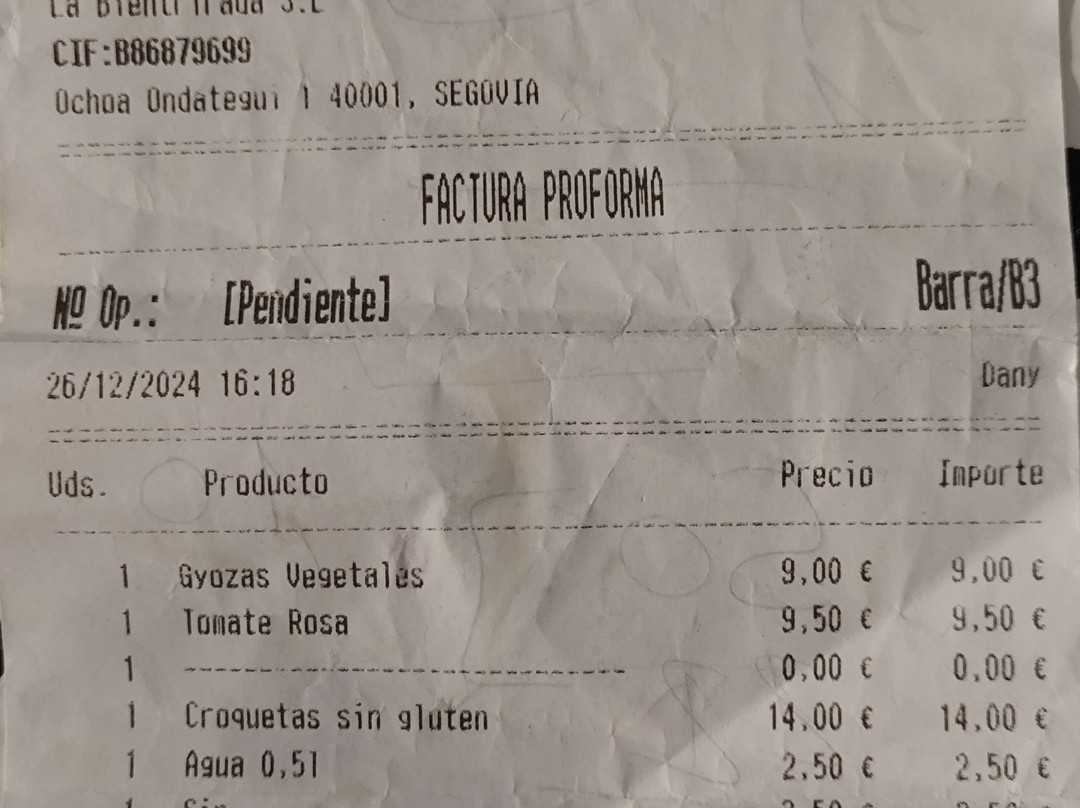 La Bienti rada S.L
CIF:B86879699
Ochoa Ondategui 1 40001, SEGOVIA
FACTURA PROFORMA
Nº Op.: [Pendiente] Barra/B3
26/12/2024 16:18 Dany
Uds. Producto Precio Importe
1 Gyozas Vegetales 9,00 € 9,00 €
1 Tomate Rosa 9,50 € 9,50 €
1 ------------------------------ 0,00 € 0,00 €
1 Croquetas sin gluten 14,00 € 14,00 €
1 Agua 0,5l 2,50 € 2,50 €